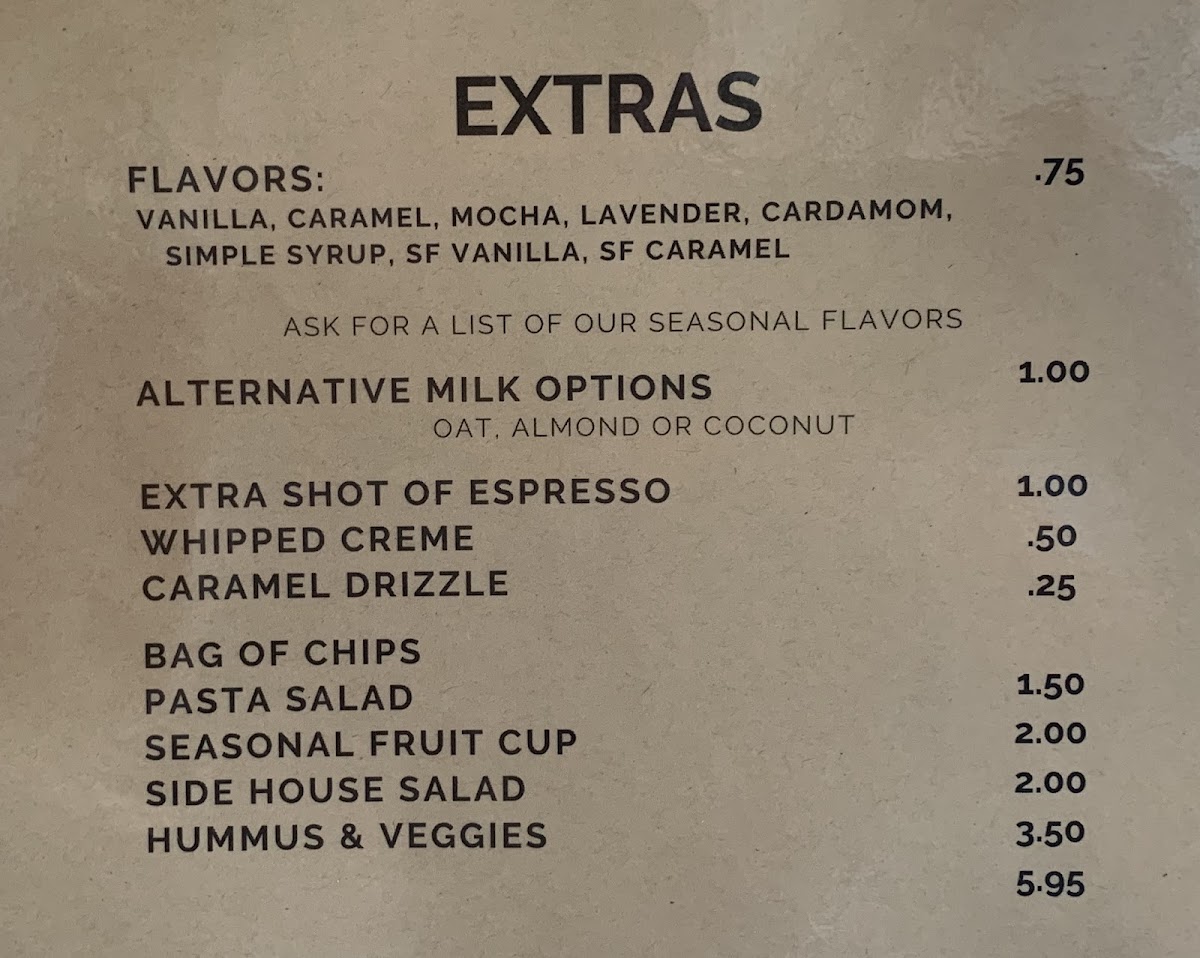 EXTRAS
FLAVORS: .75
VANILLA, CARAMEL, MOCHA, LAVENDER, CARDAMOM,
SIMPLE SYRUP, SF VANILLA, SF CARAMEL
ASK FOR A LIST OF OUR SEASONAL FLAVORS
ALTERNATIVE MILK OPTIONS 1.00
OAT, ALMOND OR COCONUT
EXTRA SHOT OF ESPRESSO 1.00
WHIPPED CREME .50
CARAMEL DRIZZLE .25
BAG OF CHIPS
PASTA SALAD 1.50
SEASONAL FRUIT CUP 2.00
SIDE HOUSE SALAD 2.00
HUMMUS & VEGGIES 3.50
5.95